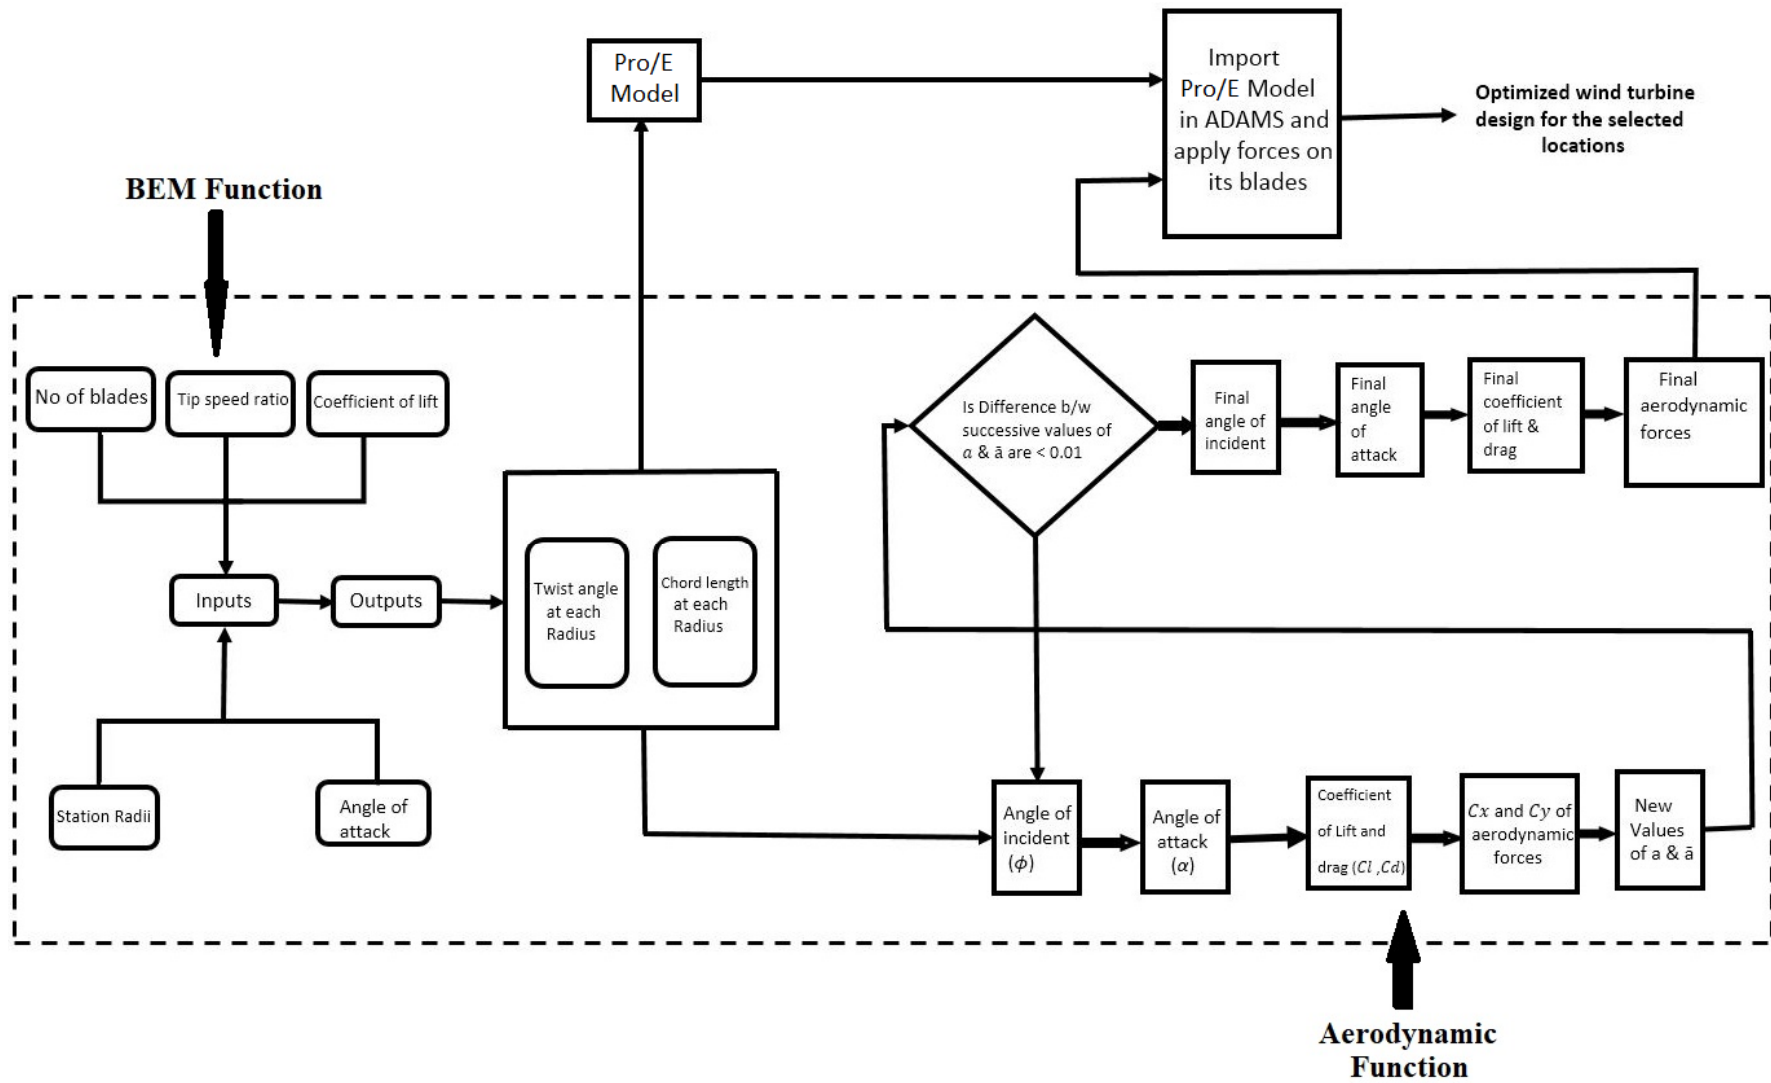 Pro/E
Model
Import
Pro/E Model
in ADAMS and
apply forces on
its blades
Optimized wind turbine
design for the selected
locations
BEM Function
No of blades
Tip speed ratio
Coefficient of lift
Inputs
Outputs
Station Radii
Angle of
attack
Twist angle
at each
Radius
Chord length
at each
Radius
Is Difference b/w
successive values of
a & ā are < 0.01
Final
angle of
incident
Final
angle
of
attack
Final
coefficient
of lift &
drag
Final
aerodynamic
forces
Angle of
incident
(ϕ)
Angle of
attack
(α)
Coefficient
of Lift and
drag (Cl ,Cd)
Cx and Cy of
aerodynamic
forces
New
Values
of a & ā
Aerodynamic
Function